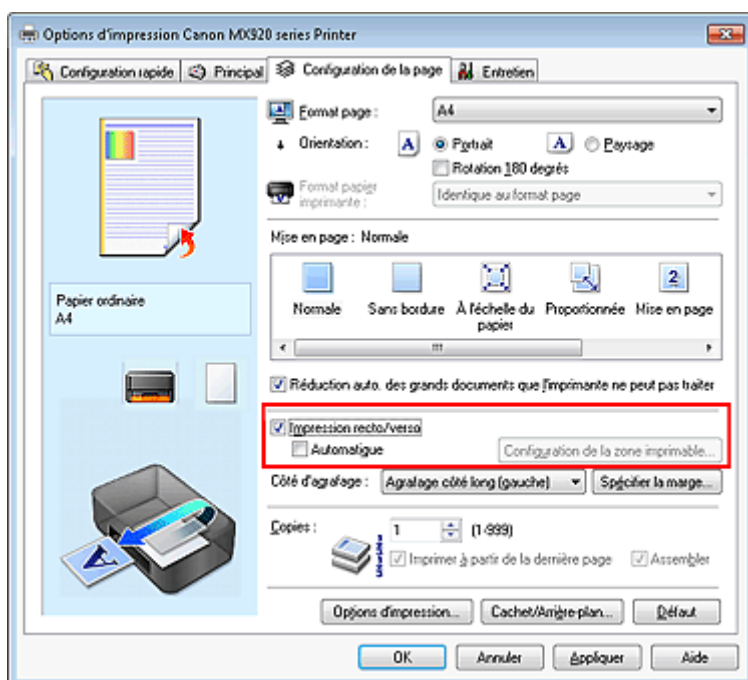 Options d'impression Canon MX920 series Printer
Configuration rapide Principal Configuration de la page Entretien
Format page : A4
Orientation : A Portrait A Paysage
Rotation 180 degrés
Format papier
imprimante : Identique au format page
Mise en page : Normale
2
Normale Sans bordure À l'échelle du Proportionnée Mise en page
papier
Papier ordinaire
A4
Réduction auto. des grands documents que l'imprimante ne peut pas traiter
Impression recto/verso
Automatique Configuration de la zone imprimable...
Côté d'agrafage : Agrafage côté long (gauche) Spécifier la marge...
Copies : 1 (1-999)
Imprimer à partir de la dernière page Assembler
A
Options d'impression... Cachet/Arrière-plan... Défaut
OK Annuler Appliquer Aide